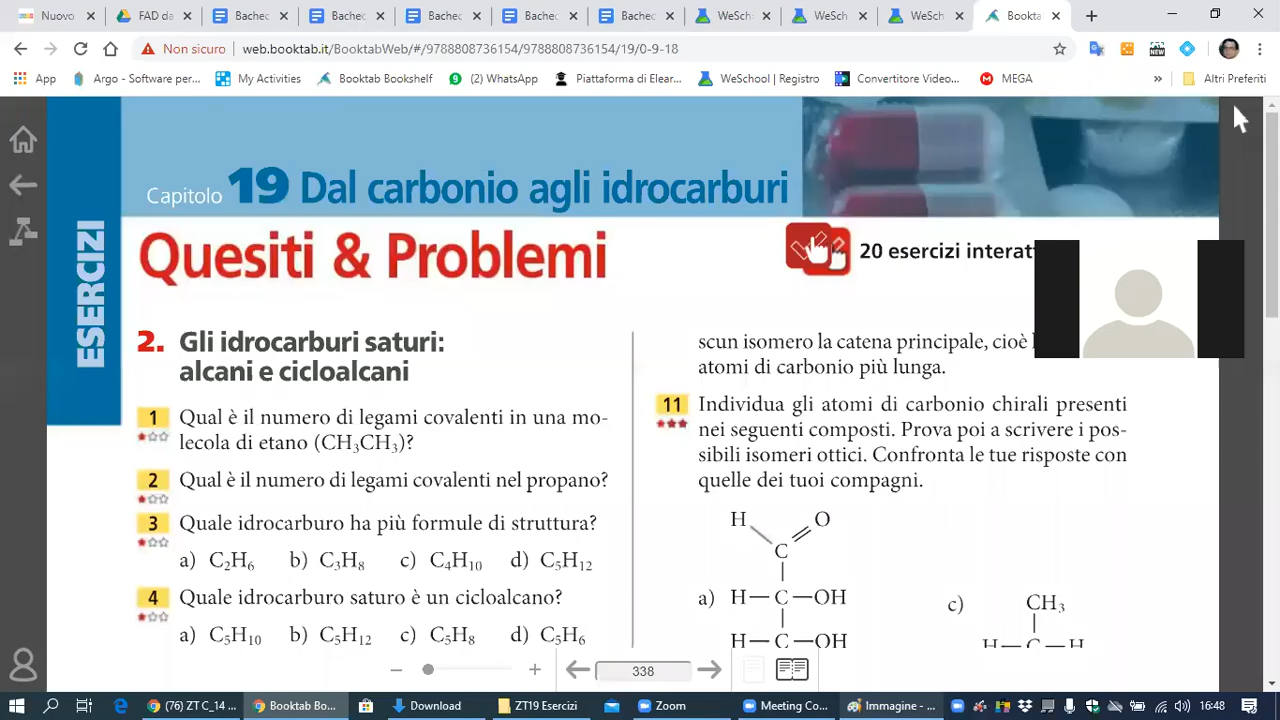 Nuovo
FAD da
Bachec
Bachec
Bachec
Bachec
Bachec
WeSch
WeSch
WeSch
Bookta
Non sicuro
web.booktab.it/BooktabWeb/#/9788808736154/9788808736154/19/0-9-18
App
Argo - Software per...
My Activities
Booktab Bookshelf
(2) WhatsApp
Piattaforma di Elear...
WeSchool | Registro
Convertitore Video...
MEGA
»
Altri Preferiti
ESERCIZI
Capitolo 19 Dal carbonio agli idrocarburi
Quesiti & Problemi
20 esercizi interat
2. Gli idrocarburi saturi:
alcani e cicloalcani
1 Qual è il numero di legami covalenti in una mo-
lecola di etano (CH₃CH₃)?
2 Qual è il numero di legami covalenti nel propano?
3 Quale idrocarburo ha più formule di struttura?
a) C₂H₆ b) C₃H₈ c) C₄H₁₀ d) C₅H₁₂
4 Quale idrocarburo saturo è un cicloalcano?
a) C₅H₁₀ b) C₅H₁₂ c) C₅H₈ d) C₅H₆
scun isomero la catena principale, cioè
atomi di carbonio più lunga.
11 Individua gli atomi di carbonio chirali presenti
nei seguenti composti. Prova poi a scrivere i pos-
sibili isomeri ottici. Confronta le tue risposte con
quelle dei tuoi compagni.
H O
C
a) H—C—OH
H—C—OH
c) CH₃
H—C—H
338
(76) ZT C_14 ...
Booktab Bo...
Download
ZT19 Esercizi
Zoom
Meeting Co...
Immagine - ...
16:48